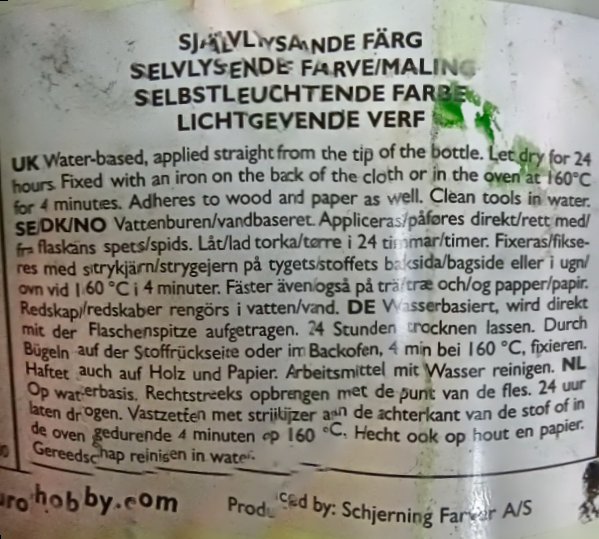 SJÄLVLYSANDE FÄRG
SELVLYSENDE FARVE/MALING
SELBSTLEUCHTENDE FARBE
LICHTGEVENDE VERF
UK Water-based, applied straight from the tip of the bottle. Let dry for 24
hours. Fixed with an iron on the back of the cloth or in the oven at 160°C
for 4 minutes. Adheres to wood and paper as well. Clean tools in water.
SE/DK/NO Vattenburen/vandbaseret. Appliceras/påføres direkt/rett med/
fra flaskans spets/spids. Låt/lad torka/tørre i 24 timmar/timer. Fixeras/fikse-
res med strykjärn/strygejern på tygets/stoffets baksida/bagside eller i ugn/
ovn vid 160 °C i 4 minuter. Fäster även/også på trä/træ och/og papper/papir.
Redskap/redskaber rengörs i vatten/vand. DE Wasserbasiert, wird direkt
mit der Flaschenspitze aufgetragen. 24 Stunden trocknen lassen. Durch
Bügeln auf der Stoffrückseite oder im Backofen, 4 min bei 160 °C, fixieren.
Haftet auch auf Holz und Papier. Arbeitsmittel mit Wasser reinigen. NL
Op waterbasis. Rechtstreeks opbrengen met de punt van de fles. 24 uur
laten drogen. Vastzetten met strijkijzer aan de achterkant van de stof of in
de oven gedurende 4 minuten op 160 °C. Hecht ook op hout en papier.
Gereedschap reinisen in water.
urohobby.com
Produced by: Schjerning Farver A/S